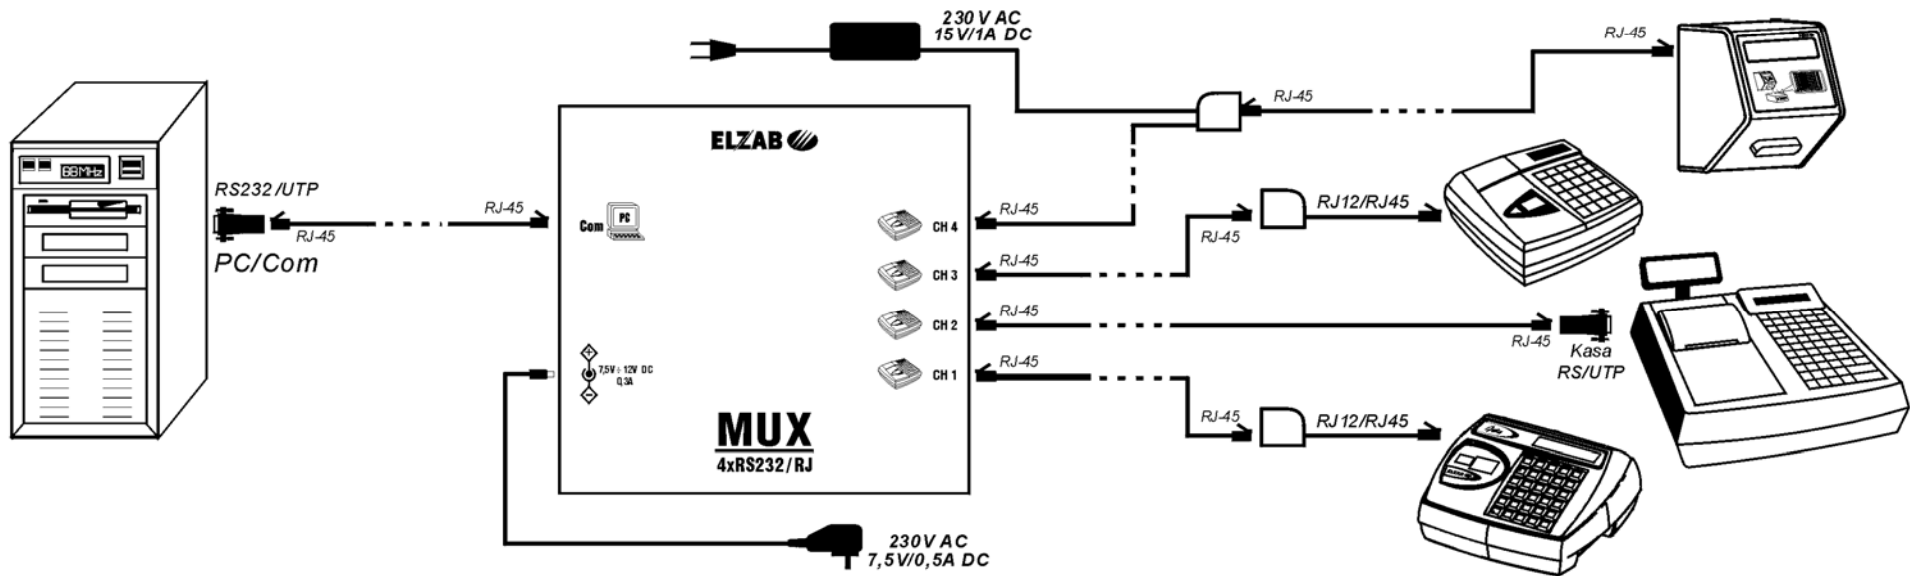 230V AC
15V/1A DC
RJ-45
RJ-45
ELZAB
68MHz
RS232/UTP
RJ-45
RJ-45
PC/Com
Com
PC
CH 4
RJ-45
RJ-45
RJ12/RJ45
CH 3
RJ-45
CH 2
RJ-45
RJ-45
Kasa
RS/UTP
7,5V÷12V DC
0,3A
CH 1
RJ-45
RJ-45
RJ12/RJ45
MUX
4xRS232/RJ
ELZAB
230V AC
7,5V/0,5A DC